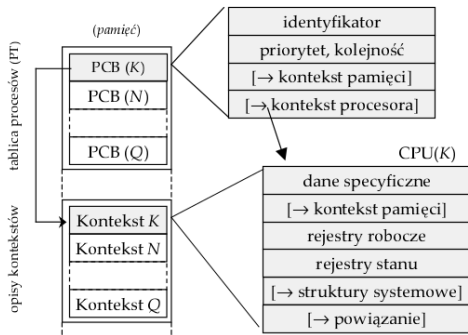 (pamięć)
tablica procesów (PT)
PCB (K)
PCB (N)
PCB (Q)
identyfikator
priorytet, kolejność
[→ kontekst pamięci]
[→ kontekst procesora]
opisy kontekstów
Kontekst K
Kontekst N
Kontekst Q
CPU(K)
dane specyficzne
[→ kontekst pamięci]
rejestry robocze
rejestry stanu
[→ struktury systemowe]
[→ powiązanie]